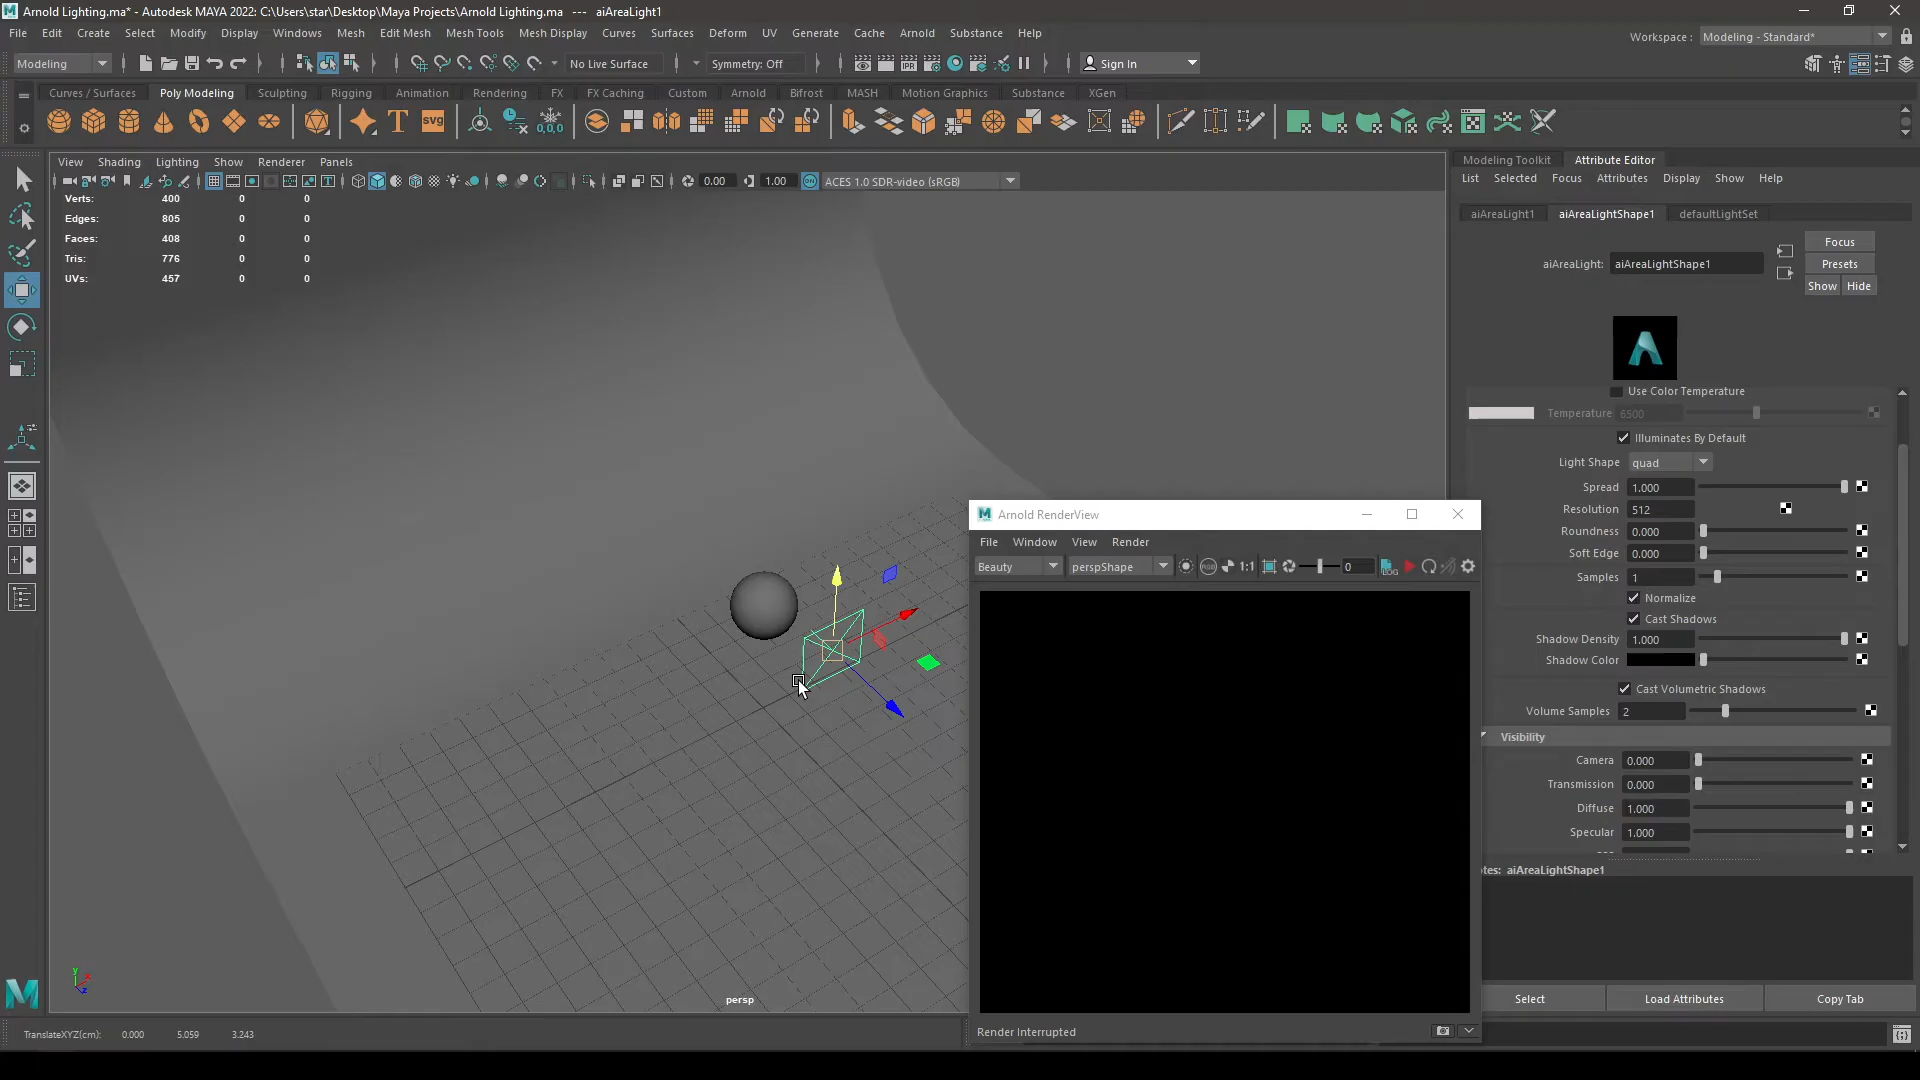 Arnold Lighting.ma* - Autodesk MAYA 2022: C:\Users\star\Desktop\Maya Projects\Arnold Lighting.ma --- aiAreaLight1
File Edit Create Select Modify Display Windows Mesh Edit Mesh Mesh Tools Mesh Display Curves Surfaces Deform UV Generate Cache Arnold Substance Help
Workspace : Modeling - Standard*
Modeling
No Live Surface
Symmetry: Off
Sign In
Curves / Surfaces Poly Modeling Sculpting Rigging Animation Rendering FX FX Caching Custom Arnold Bifrost MASH Motion Graphics Substance XGen
View Shading Lighting Show Renderer Panels
0.00 1.00 ACES 1.0 SDR-video (sRGB)
Verts: 400 0 0
Edges: 805 0 0
Faces: 408 0 0
Tris: 776 0 0
UVs: 457 0 0
persp
TranslateXYZ(cm): 0.000 5.059 3.243
Arnold RenderView
File Window View Render
Beauty perspShape 1:1 0
Render Interrupted
Modeling Toolkit Attribute Editor
List Selected Focus Attributes Display Show Help
aiAreaLight1 aiAreaLightShape1 defaultLightSet
aiAreaLight: aiAreaLightShape1
Focus
Presets
Show Hide
Use Color Temperature
Temperature 6500
Illuminates By Default
Light Shape quad
Spread 1.000
Resolution 512
Roundness 0.000
Soft Edge 0.000
Samples 1
Normalize
Cast Shadows
Shadow Density 1.000
Shadow Color
Cast Volumetric Shadows
Volume Samples 2
Visibility
Camera 0.000
Transmission 0.000
Diffuse 1.000
Specular 1.000
tes: aiAreaLightShape1
Select Load Attributes Copy Tab